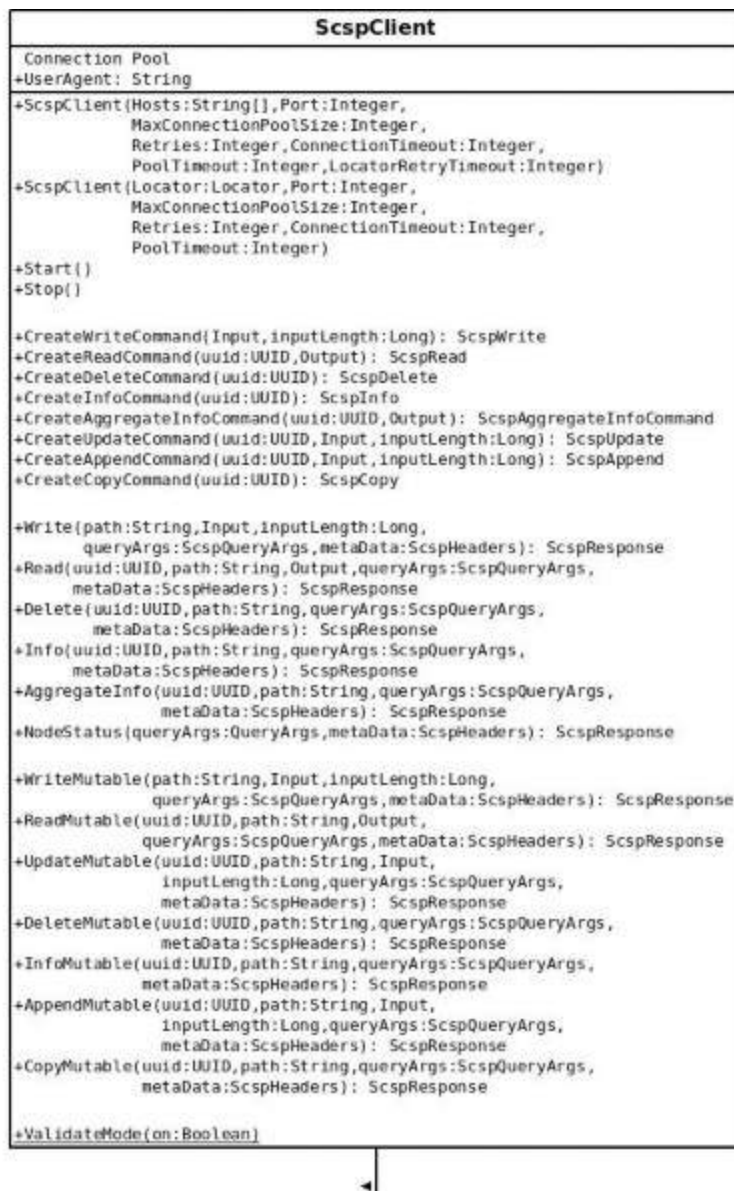 ScspClient
Connection Pool
+UserAgent: String
+ScspClient(Hosts:String[],Port:Integer,
MaxConnectionPoolSize:Integer,
Retries:Integer,ConnectionTimeout:Integer,
PoolTimeout:Integer,LocatorRetryTimeout:Integer)
+ScspClient(Locator:Locator,Port:Integer,
MaxConnectionPoolSize:Integer,
Retries:Integer,ConnectionTimeout:Integer,
PoolTimeout:Integer)
+Start()
+Stop()
+CreateWriteCommand(Input,inputLength:Long): ScspWrite
+CreateReadCommand(uuid:UUID,Output): ScspRead
+CreateDeleteCommand(uuid:UUID): ScspDelete
+CreateInfoCommand(uuid:UUID): ScspInfo
+CreateAggregateInfoCommand(uuid:UUID,Output): ScspAggregateInfoCommand
+CreateUpdateCommand(uuid:UUID,Input,inputLength:Long): ScspUpdate
+CreateAppendCommand(uuid:UUID,Input,inputLength:Long): ScspAppend
+CreateCopyCommand(uuid:UUID): ScspCopy
+Write(path:String,Input,inputLength:Long,
queryArgs:ScspQueryArgs,metaData:ScspHeaders): ScspResponse
+Read(uuid:UUID,path:String,Output,queryArgs:ScspQueryArgs,
metaData:ScspHeaders): ScspResponse
+Delete(uuid:UUID,path:String,queryArgs:ScspQueryArgs,
metaData:ScspHeaders): ScspResponse
+Info(uuid:UUID,path:String,queryArgs:ScspQueryArgs,
metaData:ScspHeaders): ScspResponse
+AggregateInfo(uuid:UUID,path:String,queryArgs:ScspQueryArgs,
metaData:ScspHeaders): ScspResponse
+NodeStatus(queryArgs:QueryArgs,metaData:ScspHeaders): ScspResponse
+WriteMutable(path:String,Input,inputLength:Long,
queryArgs:ScspQueryArgs,metaData:ScspHeaders): ScspResponse
+ReadMutable(uuid:UUID,path:String,Output,
queryArgs:ScspQueryArgs,metaData:ScspHeaders): ScspResponse
+UpdateMutable(uuid:UUID,path:String,Input,
inputLength:Long,queryArgs:ScspQueryArgs,
metaData:ScspHeaders): ScspResponse
+DeleteMutable(uuid:UUID,path:String,queryArgs:ScspQueryArgs,
metaData:ScspHeaders): ScspResponse
+InfoMutable(uuid:UUID,path:String,queryArgs:ScspQueryArgs,
metaData:ScspHeaders): ScspResponse
+AppendMutable(uuid:UUID,path:String,Input,
inputLength:Long,queryArgs:ScspQueryArgs,
metaData:ScspHeaders): ScspResponse
+CopyMutable(uuid:UUID,path:String,queryArgs:ScspQueryArgs,
metaData:ScspHeaders): ScspResponse
+ValidateMode(on:Boolean)